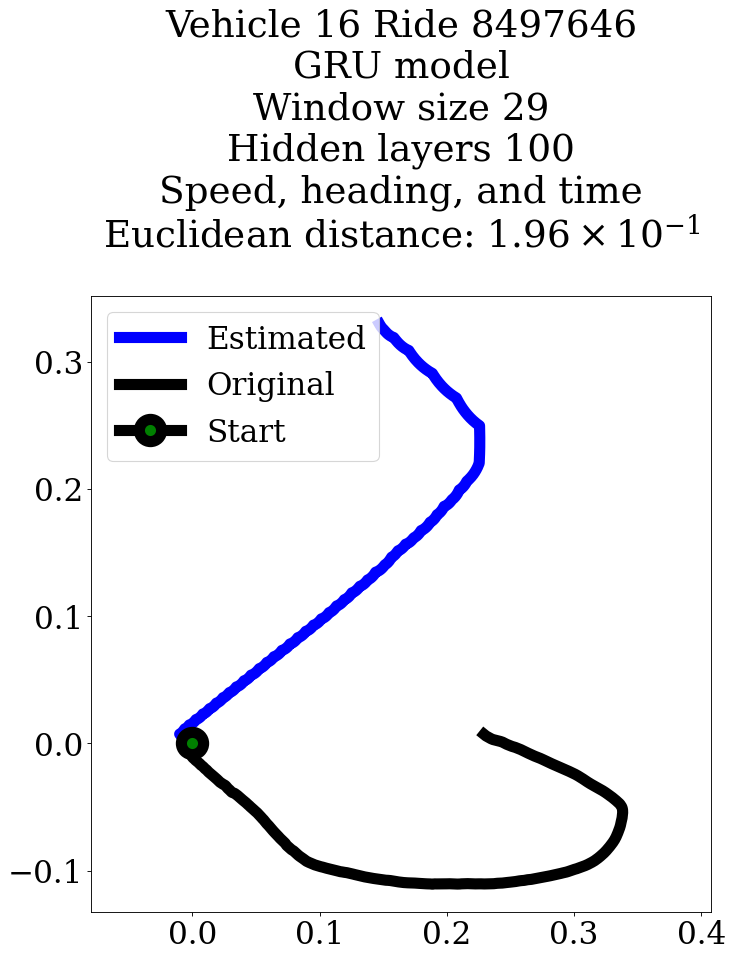 Vehicle 16 Ride 8497646
GRU model
Window size 29
Hidden layers 100
Speed, heading, and time
Euclidean distance: 1.96 × 10⁻¹
Estimated
Original
Start
0.3
0.2
0.1
0.0
−0.1
0.0 0.1 0.2 0.3 0.4